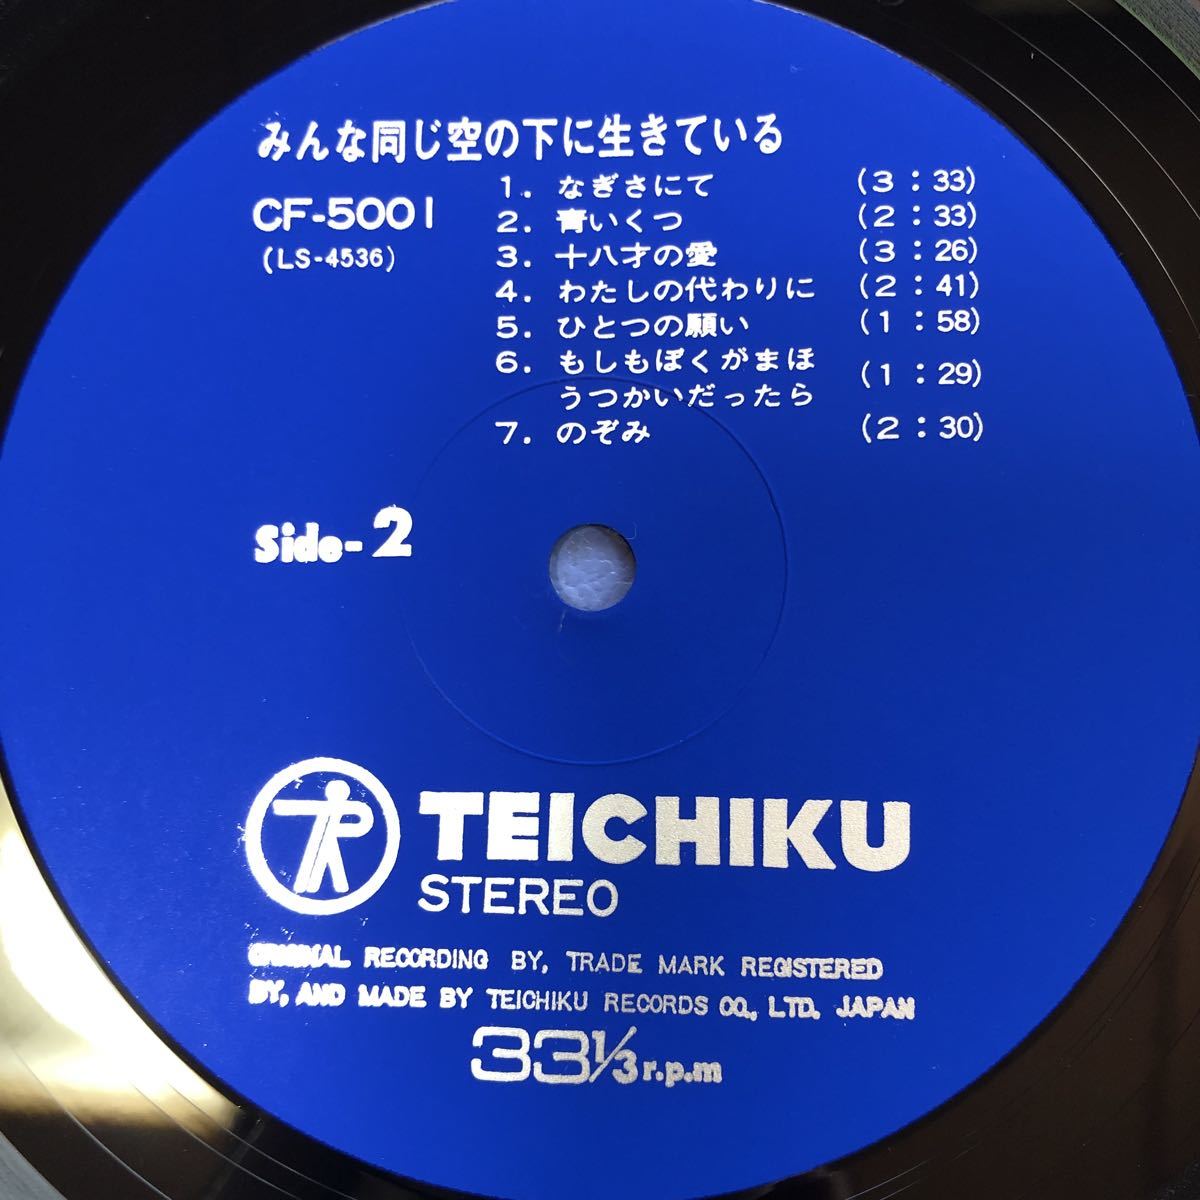 みんな同じ空の下に生きている
CF-5001
(LS-4536)
1. なぎさにて (3:33)
2. 青いくつ (2:33)
3. 十八才の愛 (3:26)
4. わたしの代わりに (2:41)
5. ひとつの願い (1:58)
6. もしもぼくがまほ
うつかいだったら (1:29)
7. のぞみ (2:30)
Side-2
TEICHIKU
STEREO
ORIGINAL RECORDING BY, TRADE MARK REGISTERED
BY, AND MADE BY TEICHIKU RECORDS CO., LTD. JAPAN
33 1/3 r.p.m